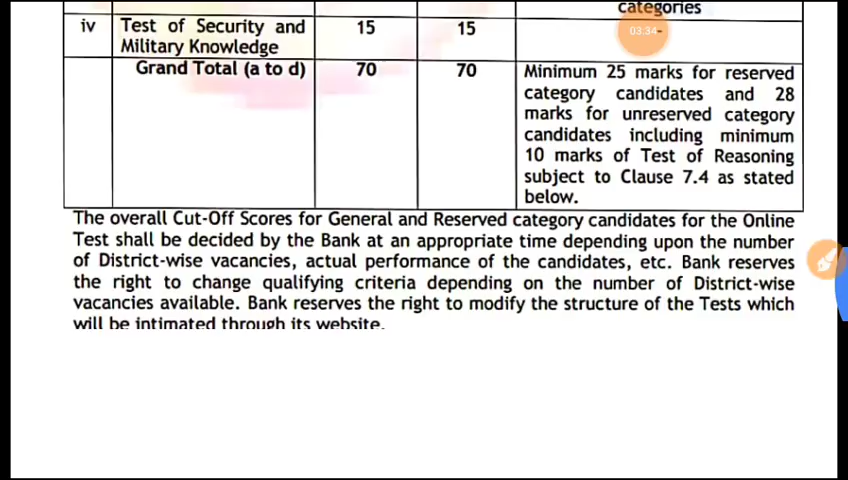 categories
03:34
iv Test of Security and 15 15
Military Knowledge
Grand Total (a to d) 70 70 Minimum 25 marks for reserved
category candidates and 28
marks for unreserved category
candidates including minimum
10 marks of Test of Reasoning
subject to Clause 7.4 as stated
below.
The overall Cut-Off Scores for General and Reserved category candidates for the Online
Test shall be decided by the Bank at an appropriate time depending upon the number
of District-wise vacancies, actual performance of the candidates, etc. Bank reserves
the right to change qualifying criteria depending on the number of District-wise
vacancies available. Bank reserves the right to modify the structure of the Tests which
will be intimated through its website.